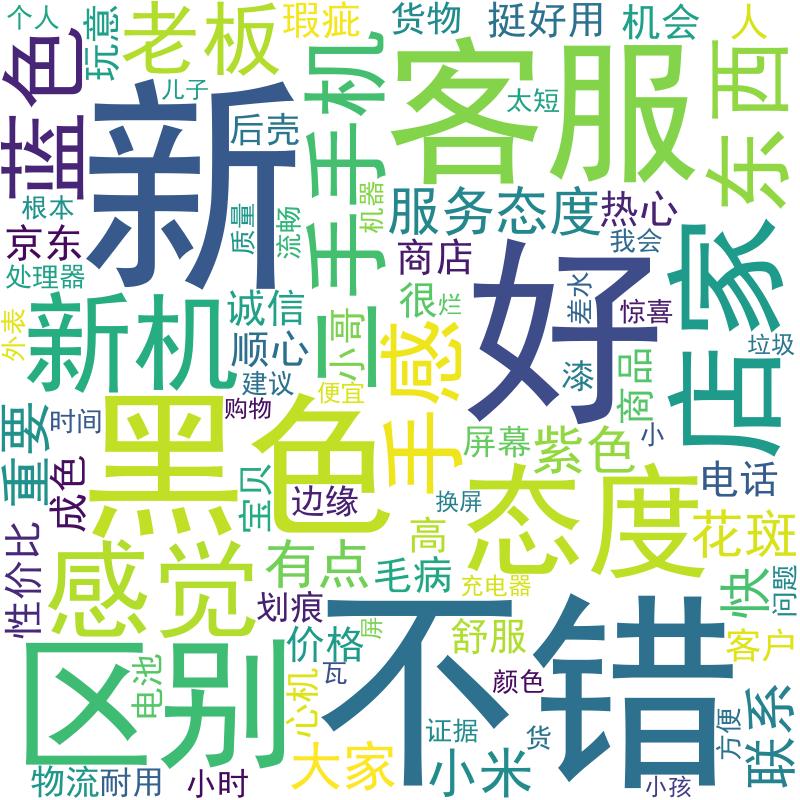 个人
玩意
老板
瑕疵
货物
挺好用
机会
人
蓝色
儿子
新
后壳
二手手机
客服
太短
东西
根本
京东
处理器
质量
流畅
机器
服务态度
热心
商店
我会
店家
外表
新机
诚信
顺心
建议
小哥
很
烂
好
差水
惊喜
垃圾
便宜
购物
手感
漆
商品
小
重要
时间
黑色
屏幕
紫色
成色
宝贝
边缘
换屏
态度
电话
性价比
感觉
有点
毛病
高
花斑
充电器
快
问题
划痕
区别
价格
屏
不错
舒服
客户
电池
瓦
心机
颜色
大家
证据
货
方便
联系
物流
耐用
小时
小米
小孩